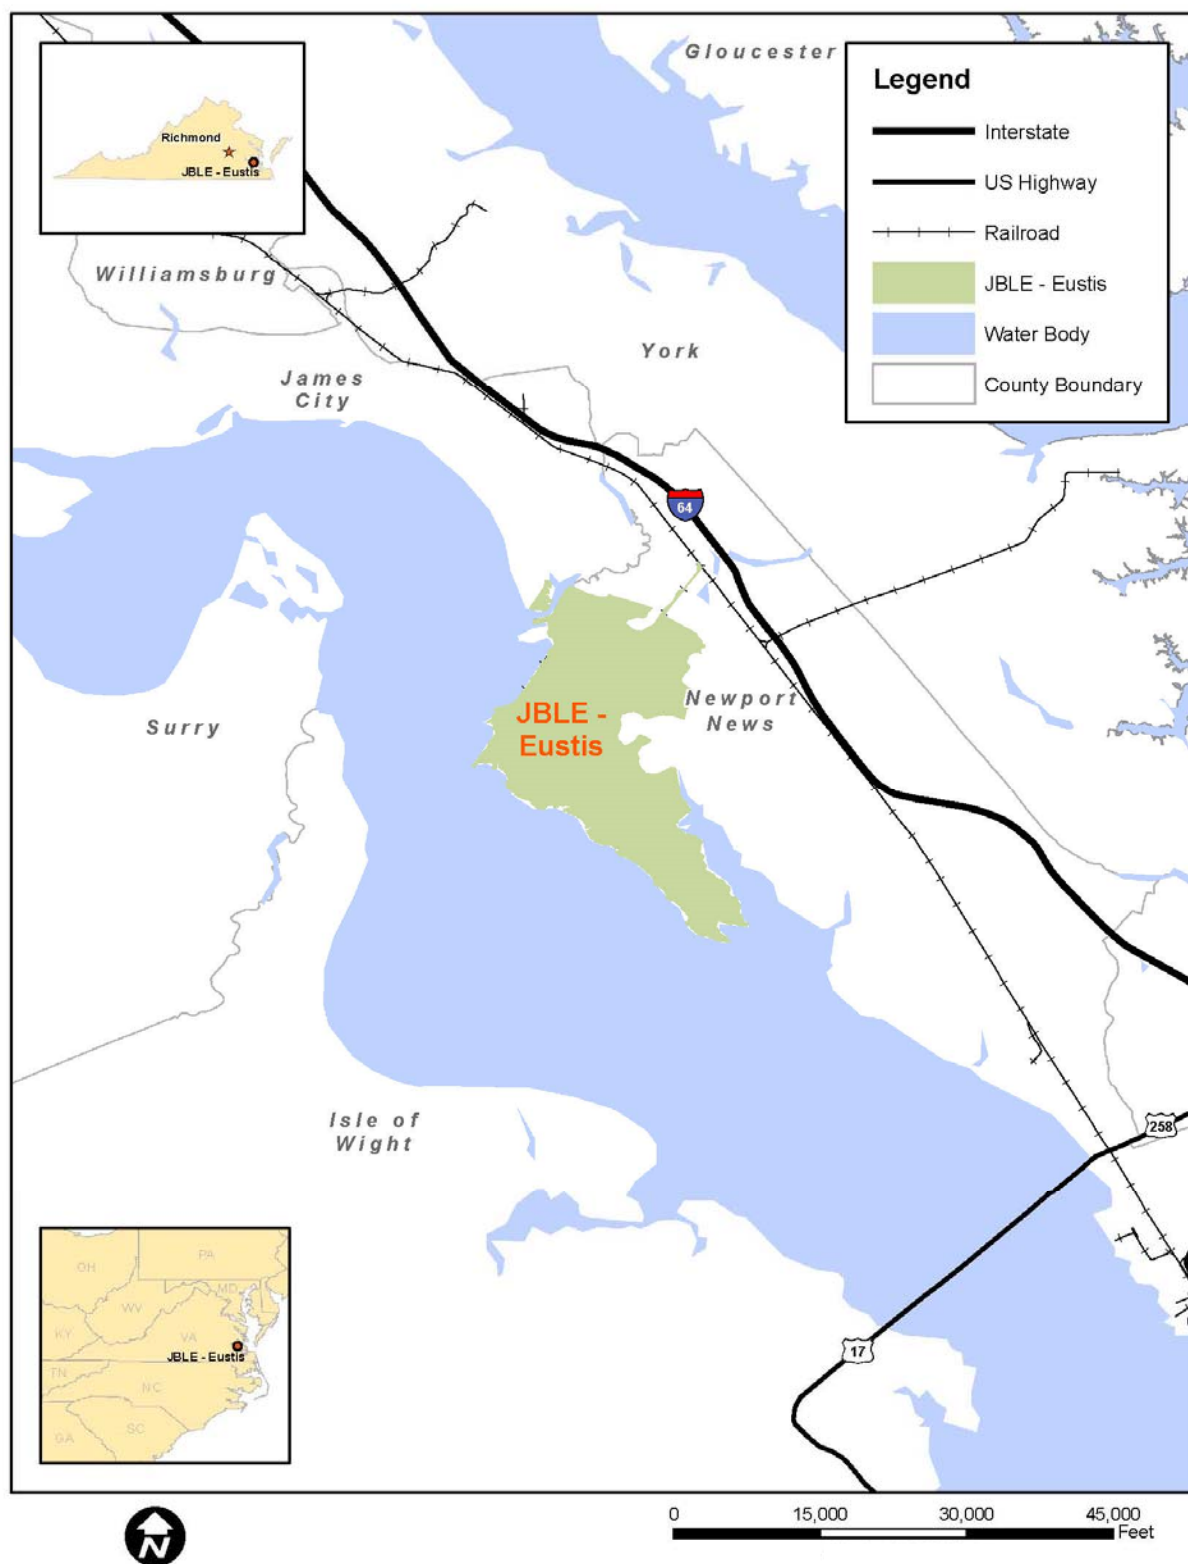 Gloucester
Legend
Interstate
US Highway
Railroad
JBLE - Eustis
Water Body
County Boundary
Richmond
JBLE - Eustis
Williamsburg
York
James
City
64
Newport
News
JBLE -
Eustis
Surry
Isle of
Wight
258
17
PA
OH
MD
WV
KY
VA
JBLE - Eustis
TN
NC
SC
GA
N
0
15,000
30,000
45,000
Feet